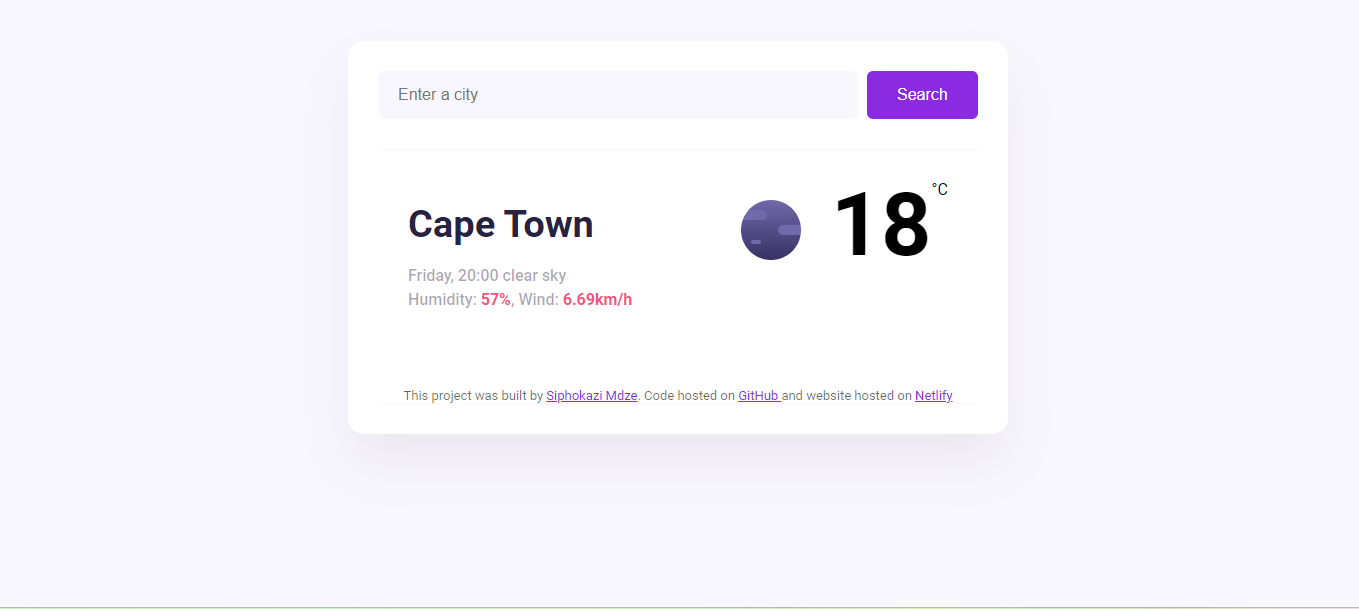 Enter a city
Search
Cape Town
18
°C
Friday, 20:00 clear sky
Humidity: 57%, Wind: 6.69km/h
This project was built by Siphokazi Mdze. Code hosted on GitHub and website hosted on Netlify